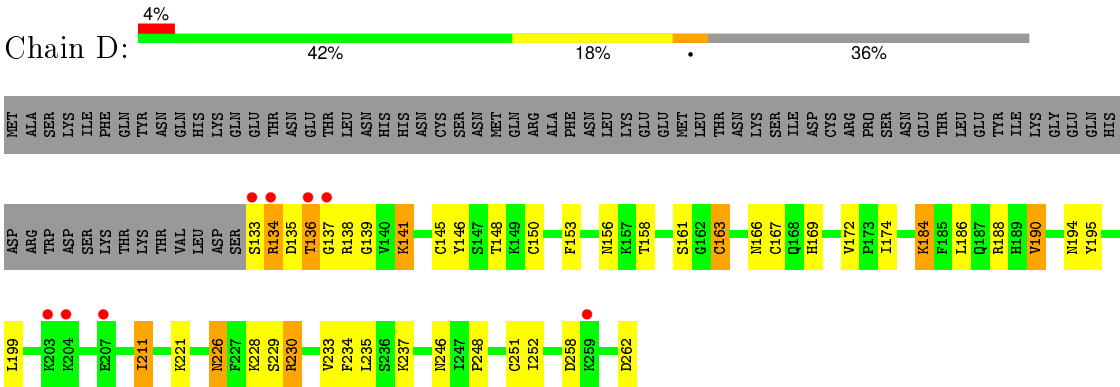 4%
Chain D:
42% 18% • 36%
MET ALA SER LYS ILE PHE GLN TYR ASN GLN HIS LYS GLN GLU THR ASN GLU THR LEU ASN HIS HIS ASN CYS SER ASN MET GLN ARG ALA PHE ASN LEU LYS GLU GLU MET LEU THR ASN LYS SER ILE ASP CYS ARG PRO SER ASN GLU THR LEU GLU TYR ILE LYS GLY GLU GLN HIS
ASP ARG TRP ASP SER LYS THR LYS THR VAL LEU ASP SER S133 R134 D135 T136 G137 R138 G139 V140 K141 C145 Y146 S147 T148 K149 C150 F153 N156 K157 T158 S161 G162 C163 N166 C167 Q168 H169 V172 P173 I174 K184 F185 L186 Q187 R188 H189 V190 N194 Y195
L199 K203 K204 E207 I211 K221 N226 F227 K228 S229 R230 V233 F234 L235 S236 K237 N246 I247 P248 C251 I252 D258 K259 D262